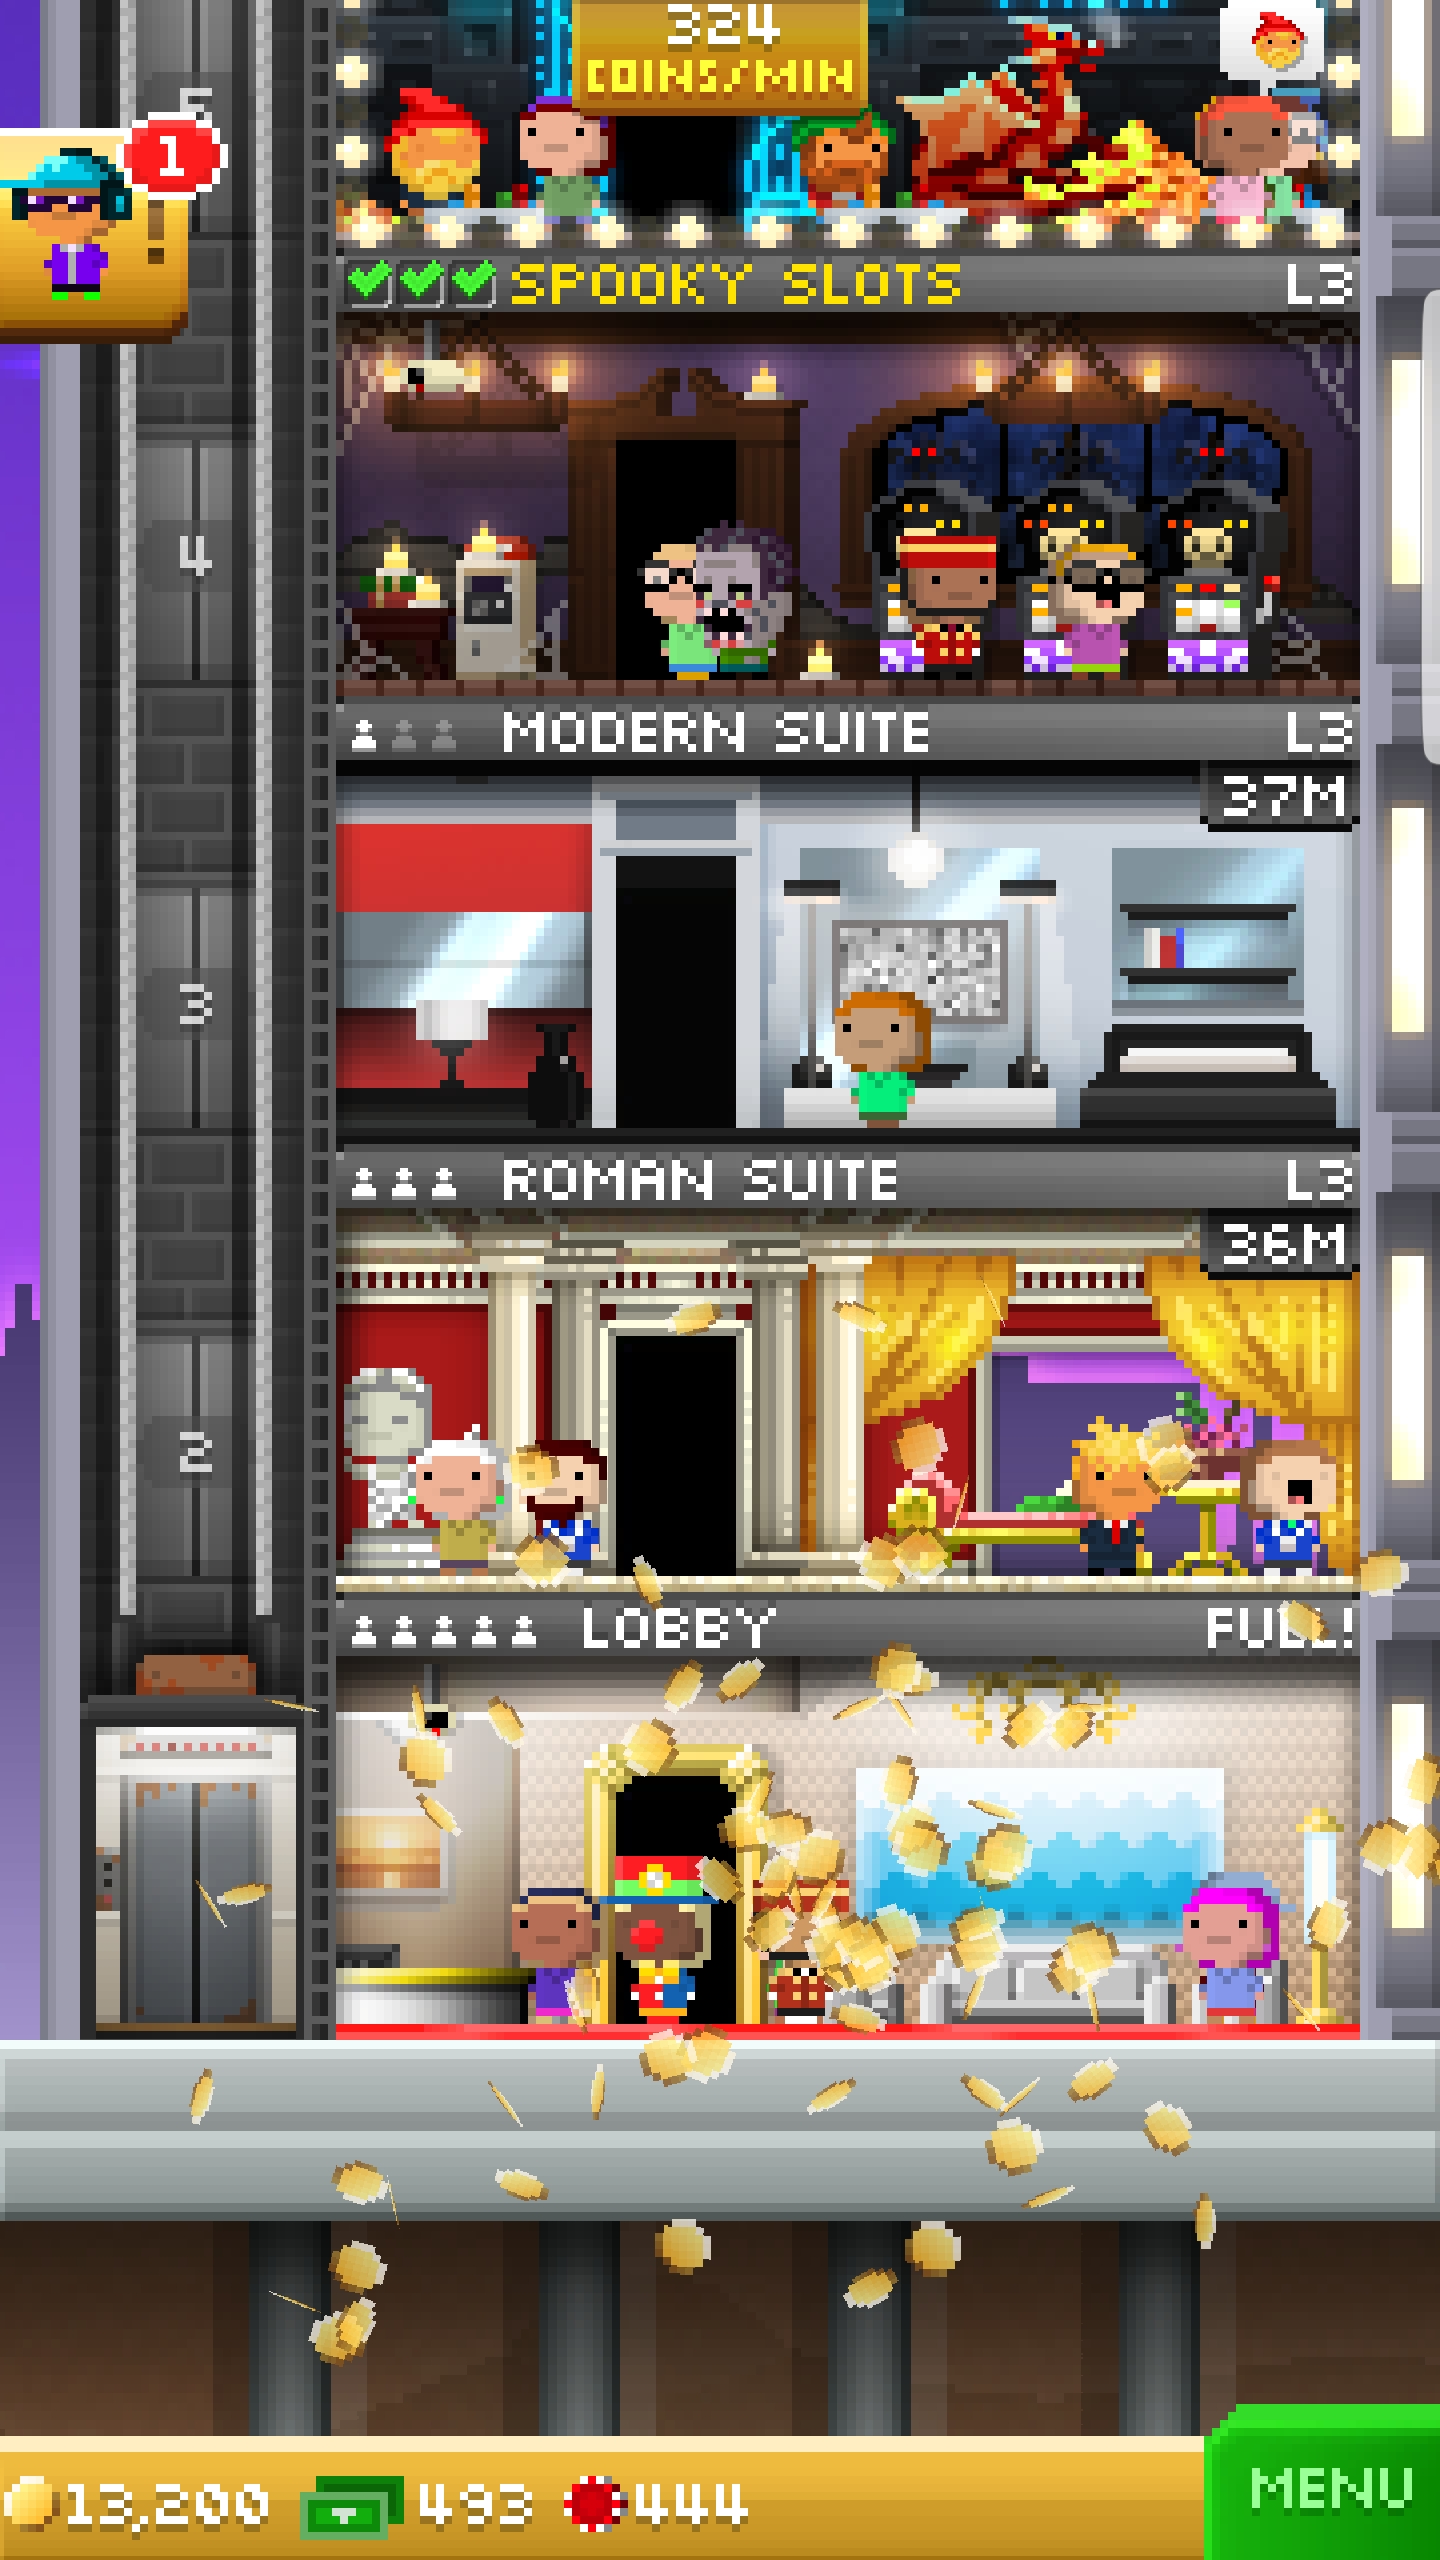 324
COINS/MIN
5
1
SPOOKY SLOTS L3
4
MODERN SUITE L3
37M
3
ROMAN SUITE L3
36M
2
LOBBY FULL!
13,200 493 444
MENU